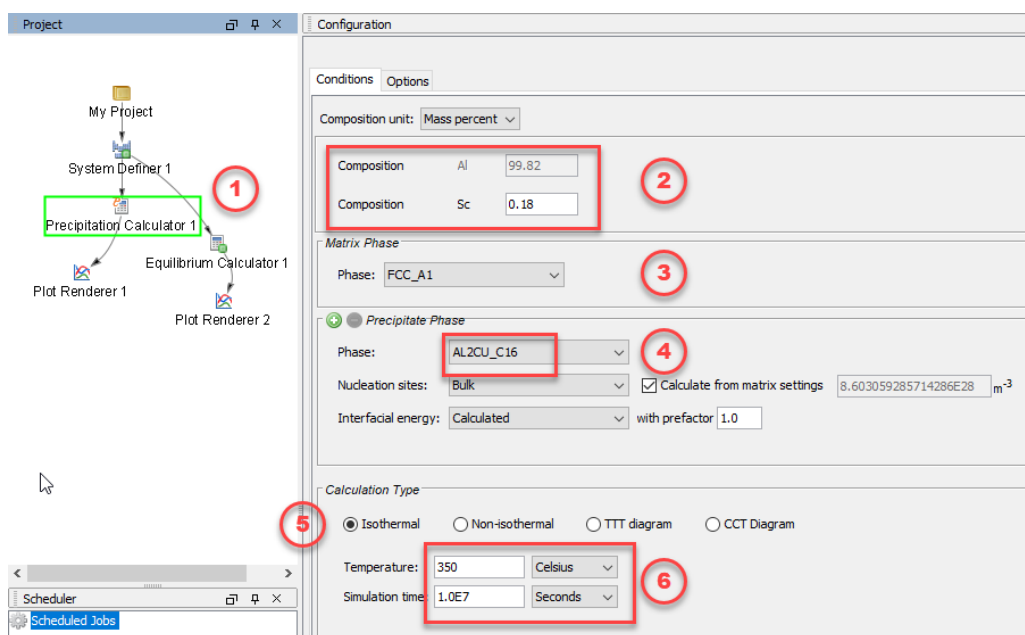 Project
My Project
System Definer 1
1
Precipitation Calculator 1
Equilibrium Calculator 1
Plot Renderer 1
Plot Renderer 2
Scheduler
Scheduled Jobs
Configuration
Conditions Options
Composition unit: Mass percent
Composition Al 99.82
2
Composition Sc 0.18
Matrix Phase
Phase: FCC_A1
3
Precipitate Phase
Phase: AL2CU_C16
4
Nucleation sites: Bulk Calculate from matrix settings 8.603059285714286E28 m-3
Interfacial energy: Calculated with prefactor 1.0
Calculation Type
5 Isothermal Non-isothermal TTT diagram CCT Diagram
Temperature: 350 Celsius
6
Simulation time: 1.0E7 Seconds